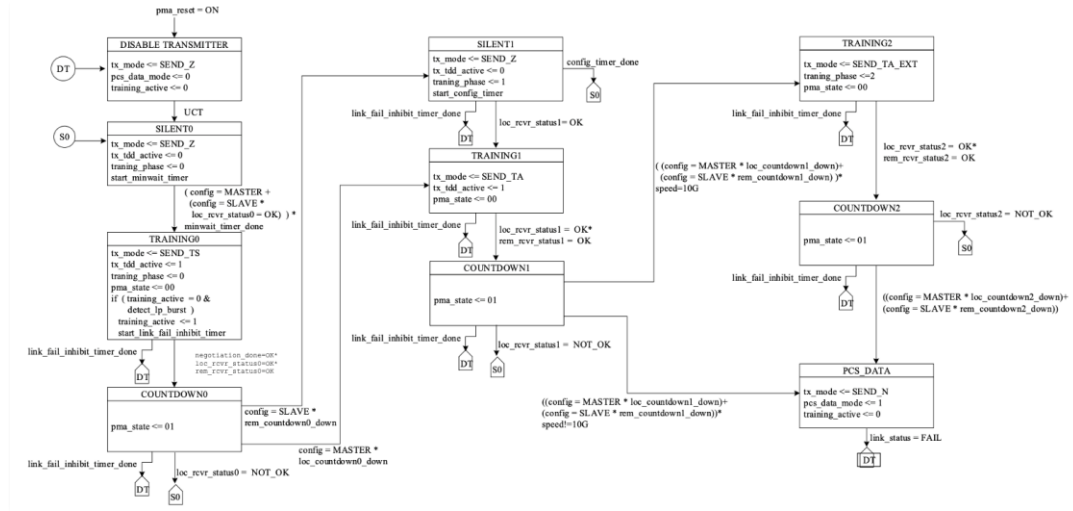 pma_reset = ON
DISABLE TRANSMITTER
tx_mode <= SEND_Z
pcs_data_mode <= 0
training_active <= 0
DT
UCT
SILENT0
S0
tx_mode <= SEND_Z
tx_tdd_active <= 0
traning_phase <= 0
start_minwait_timer
( config = MASTER +
(config = SLAVE *
loc_rcvr_status0 = OK) ) *
minwait_timer_done
TRAINING0
tx_mode <= SEND_TS
tx_tdd_active <= 1
traning_phase <= 0
pma_state <= 00
if ( training_active = 0 &
detect_lp_burst )
training_active <= 1
start_link_fail_inhibit_timer
link_fail_inhibit_timer_done
DT
negotiation_done=OK*
loc_rcvr_status0=OK*
rem_rcvr_status0=OK
COUNTDOWN0
pma_state <= 01
config = SLAVE *
rem_countdown0_down
config = MASTER *
loc_countdown0_down
link_fail_inhibit_timer_done
DT
loc_rcvr_status0 = NOT_OK
S0
SILENT1
tx_mode <= SEND_Z
tx_tdd_active <= 0
traning_phase <= 1
start_config_timer
config_timer_done
S0
link_fail_inhibit_timer_done
DT
loc_rcvr_status1= OK
TRAINING1
tx_mode <= SEND_TA
tx_tdd_active <= 1
pma_state <= 00
link_fail_inhibit_timer_done
DT
loc_rcvr_status1 = OK*
rem_rcvr_status1 = OK
COUNTDOWN1
pma_state <= 01
link_fail_inhibit_timer_done
DT
loc_rcvr_status1 = NOT_OK
S0
( (config = MASTER * loc_countdown1_down)+
(config = SLAVE * rem_countdown1_down) )*
speed=10G
((config = MASTER * loc_countdown1_down)+
(config = SLAVE * rem_countdown1_down))*
speed!=10G
TRAINING2
tx_mode <= SEND_TA_EXT
traning_phase <=2
pma_state <= 00
link_fail_inhibit_timer_done
DT
loc_rcvr_status2 = OK*
rem_rcvr_status2 = OK
COUNTDOWN2
pma_state <= 01
loc_rcvr_status2 = NOT_OK
S0
link_fail_inhibit_timer_done
DT
((config = MASTER * loc_countdown2_down)+
(config = SLAVE * rem_countdown2_down))
PCS_DATA
tx_mode <= SEND_N
pcs_data_mode <= 1
training_active <= 0
link_status = FAIL
DT